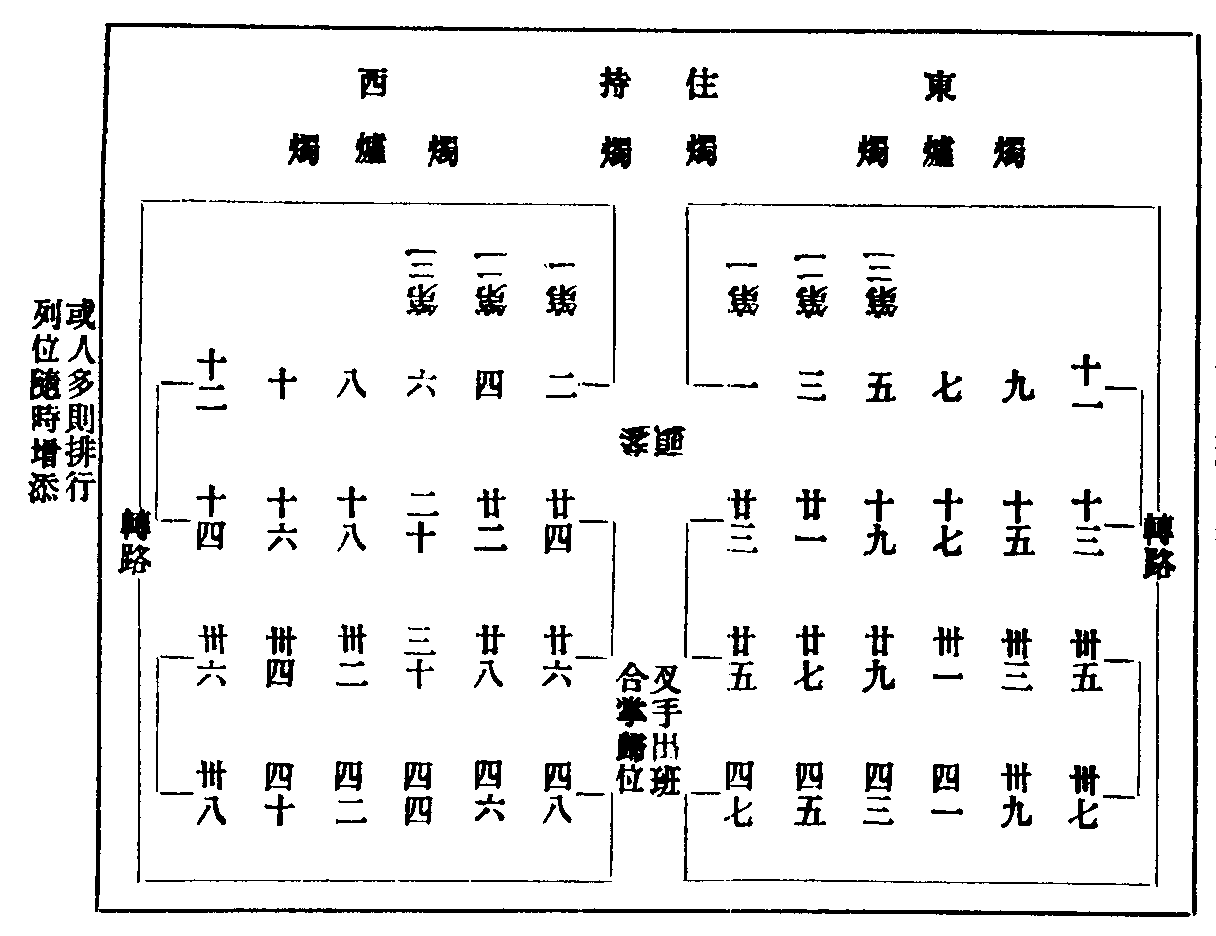 東
住持
西
燭爐燭
燭燭
燭爐燭
第三
第二
第一
第一
第二
第三
十一
九
七
五
三
一
二
四
六
八
十
十二
叅頭
十三
十五
十七
十九
廿一
廿三
廿四
廿二
二十
十八
十六
十四
轉路
轉路
卅五
卅三
卅一
廿九
廿七
廿五
廿六
廿八
三十
卅二
卅四
卅六
叉手出班
合掌歸位
卅七
卅九
四一
四三
四五
四七
四八
四六
四四
四二
四十
卅八
或人多則排行
列位隨時增添